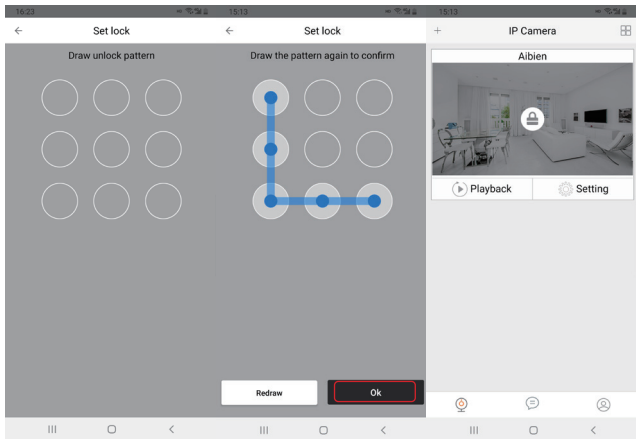 16:23
Set lock
Draw unlock pattern
15:13
Set lock
Draw the pattern again to confirm
Redraw
Ok
15:13
IP Camera
Aibien
Playback
Setting